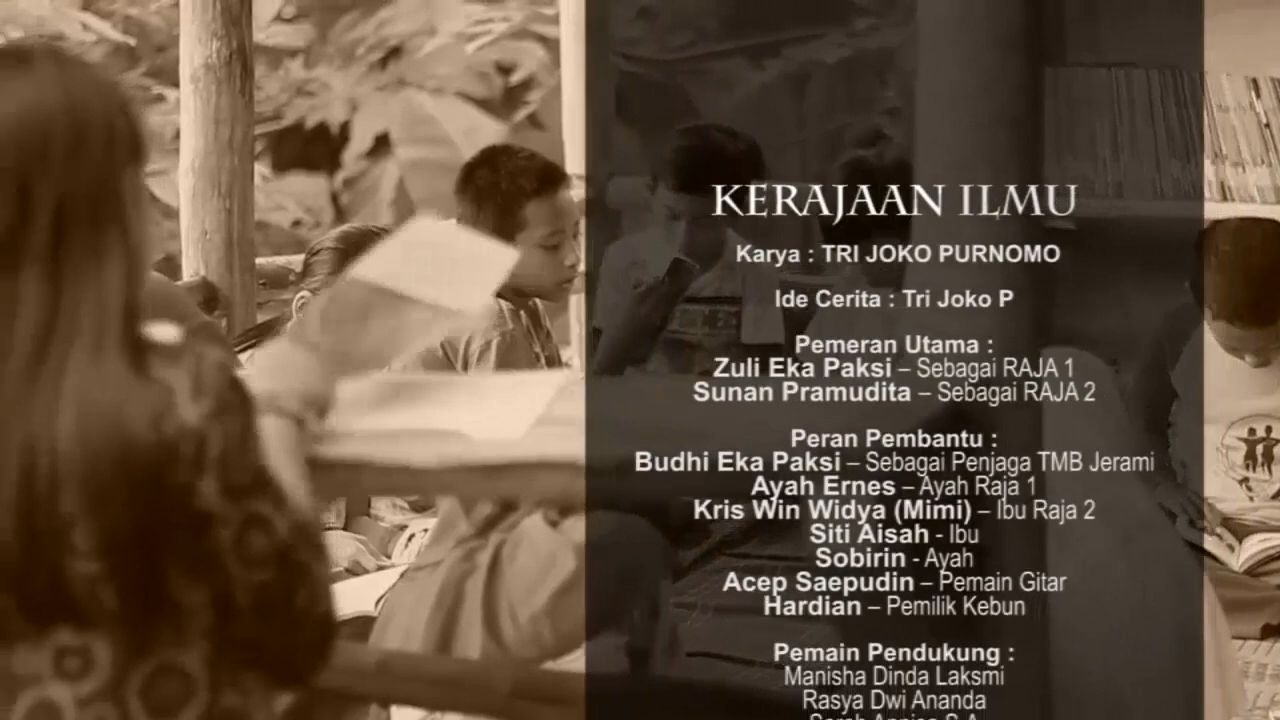 KERAJAAN ILMU
Karya : TRI JOKO PURNOMO
Ide Cerita : Tri Joko P
Pemeran Utama :
Zuli Eka Paksi – Sebagai RAJA 1
Sunan Pramudita – Sebagai RAJA 2
Peran Pembantu :
Budhi Eka Paksi – Sebagai Penjaga TMB Jerami
Ayah Ernes – Ayah Raja 1
Kris Win Widya (Mimi) – Ibu Raja 2
Siti Aisah - Ibu
Sobirin - Ayah
Acep Saepudin – Pemain Gitar
Hardian – Pemilik Kebun
Pemain Pendukung :
Manisha Dinda Laksmi
Rasya Dwi Ananda